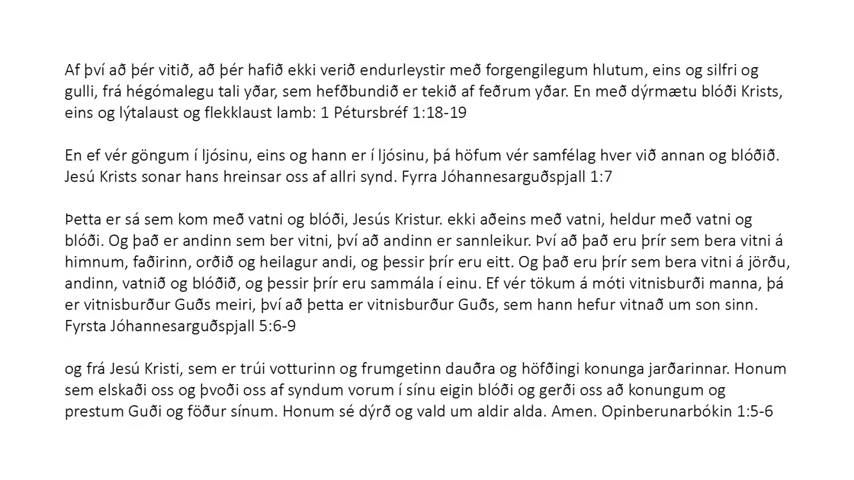 Af því að þér vitið, að þér hafið ekki verið endurleystir með forgengilegum hlutum, eins og silfri og
gulli, frá hégómalegu tali yðar, sem hefðbundið er tekið af feðrum yðar. En með dýrmætu blóði Krists,
eins og lýtalaust og flekklaust lamb: 1 Pétursbréf 1:18-19
En ef vér göngum í ljósinu, eins og hann er í ljósinu, þá höfum vér samfélag hver við annan og blóðið.
Jesú Krists sonar hans hreinsar oss af allri synd. Fyrra Jóhannesarguðspjall 1:7
Þetta er sá sem kom með vatni og blóði, Jesús Kristur. ekki aðeins með vatni, heldur með vatni og
blóði. Og það er andinn sem ber vitni, því að andinn er sannleikur. Því að það eru þrír sem bera vitni á
himnum, faðirinn, orðið og heilagur andi, og þessir þrír eru eitt. Og það eru þrír sem bera vitni á jörðu,
andinn, vatnið og blóðið, og þessir þrír eru sammála í einu. Ef vér tökum á móti vitnisburði manna, þá
er vitnisburður Guðs meiri, því að þetta er vitnisburður Guðs, sem hann hefur vitnað um son sinn.
Fyrsta Jóhannesarguðspjall 5:6-9
og frá Jesú Kristi, sem er trúi votturinn og frumgetinn dauðra og höfðingi konunga jarðarinnar. Honum
sem elskaði oss og þvoði oss af syndum vorum í sínu eigin blóði og gerði oss að konungum og
prestum Guði og föður sínum. Honum sé dýrð og vald um aldir alda. Amen. Opinberunarbókin 1:5-6